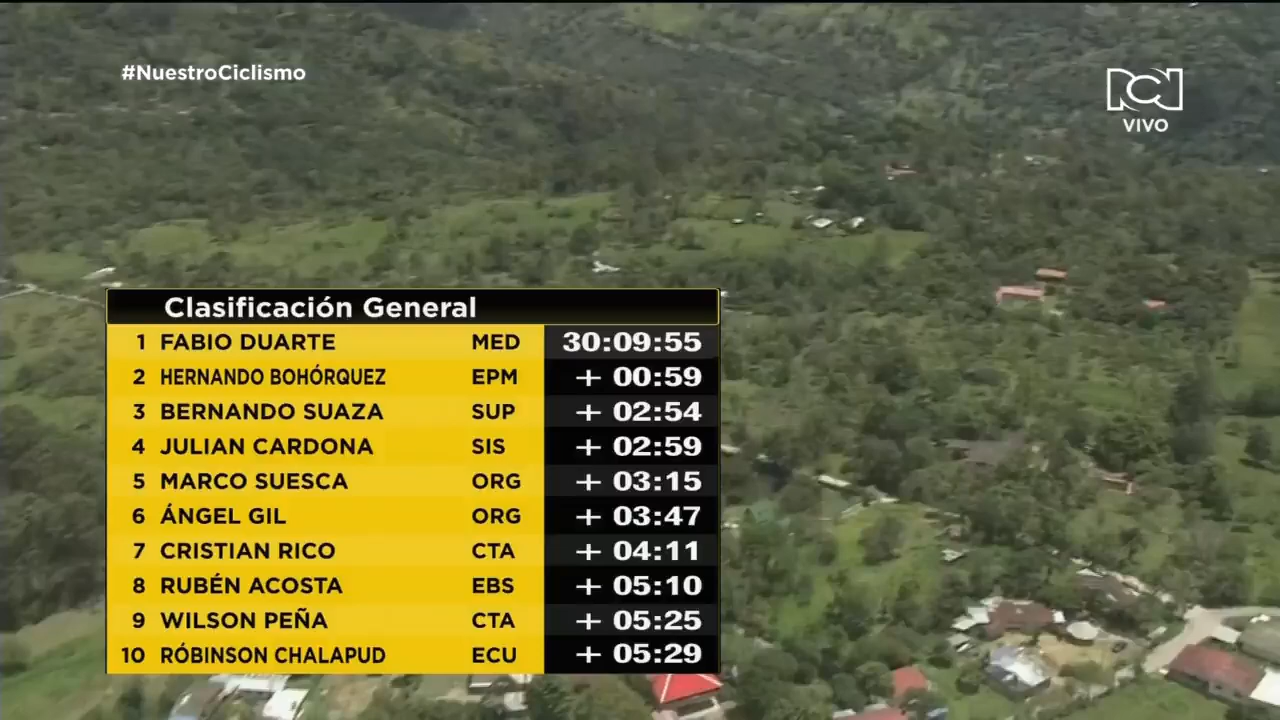 #NuestroCiclismo
RCN
VIVO
Clasificación General
1 FABIO DUARTE MED 30:09:55
2 HERNANDO BOHÓRQUEZ EPM + 00:59
3 BERNANDO SUAZA SUP + 02:54
4 JULIAN CARDONA SIS + 02:59
5 MARCO SUESCA ORG + 03:15
6 ÁNGEL GIL ORG + 03:47
7 CRISTIAN RICO CTA + 04:11
8 RUBÉN ACOSTA EBS + 05:10
9 WILSON PEÑA CTA + 05:25
10 RÓBINSON CHALAPUD ECU + 05:29